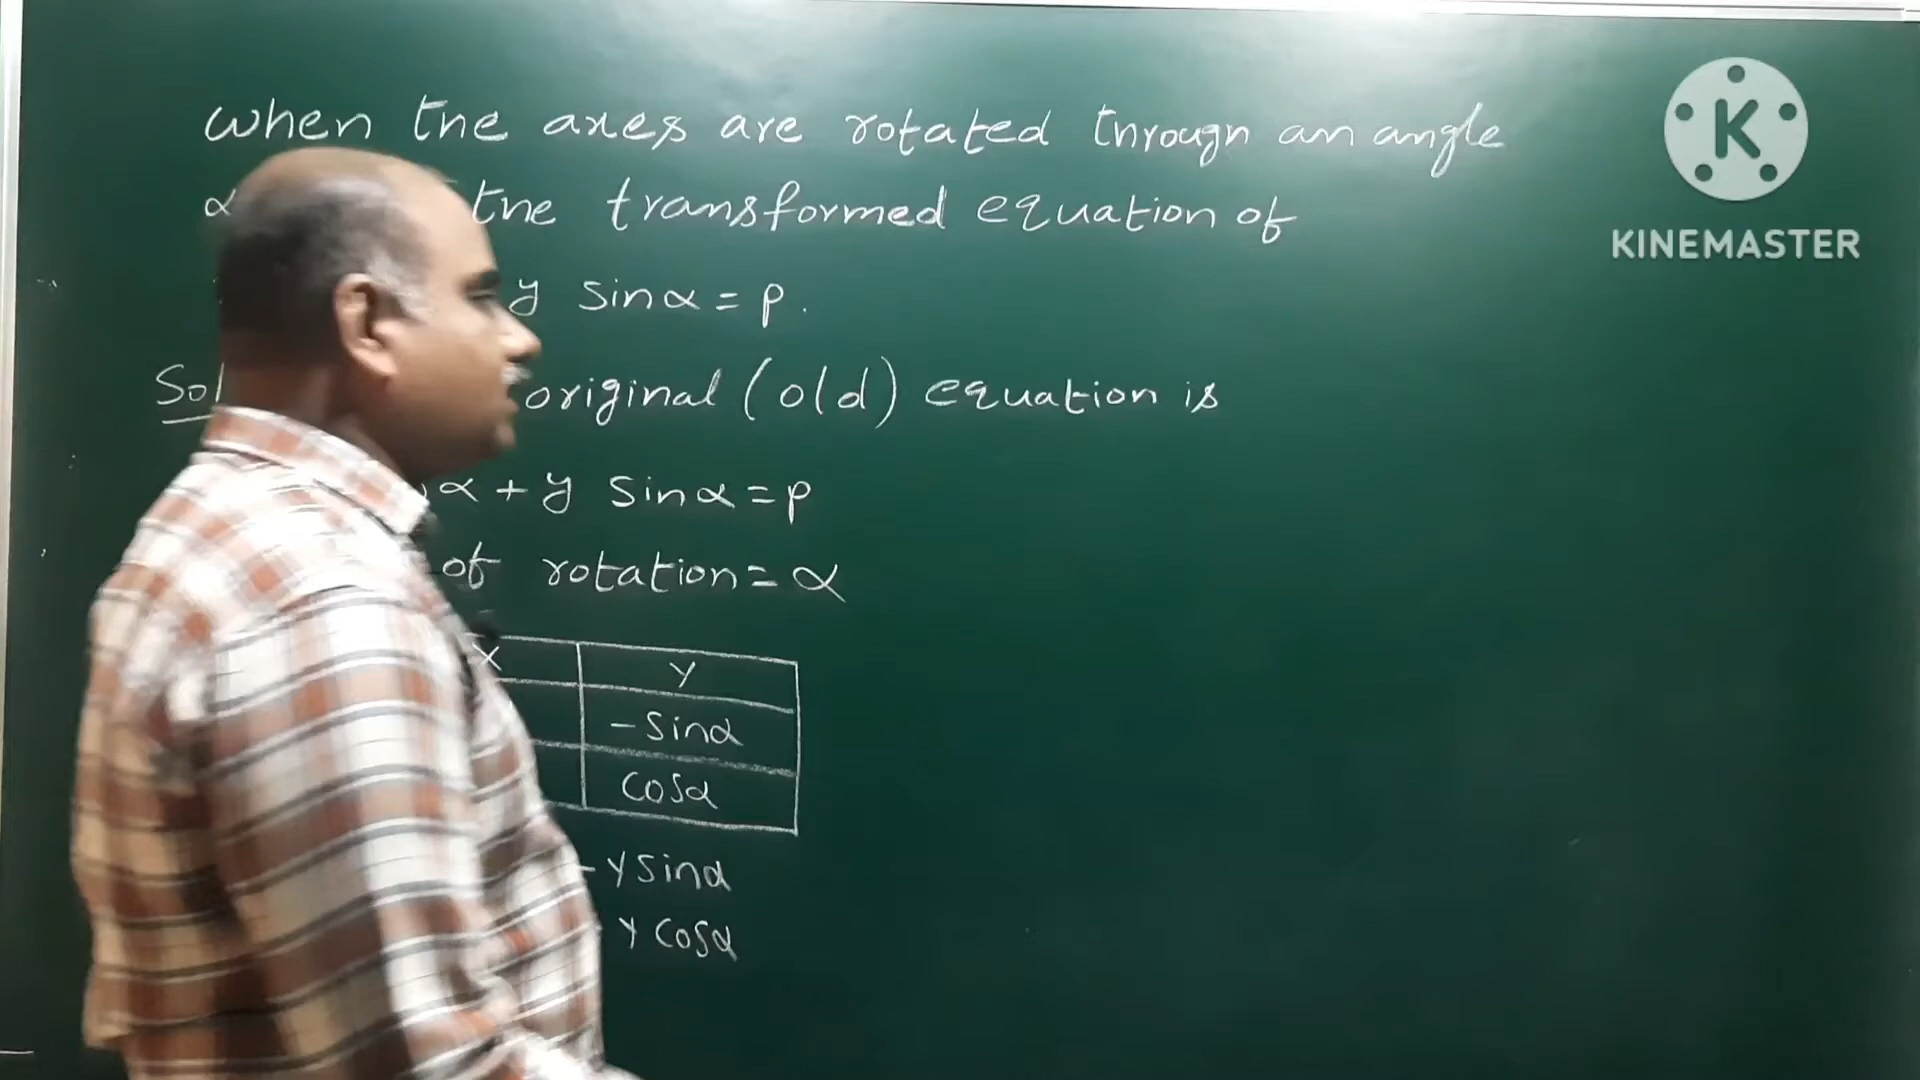 when the axes are rotated through an angle
α the transformed equation of
y sinα = p.
Sol original (old) equation is
α + y sinα = p
of rotation = α
X Y
-sinα
cosα
- Y sinα
Y cosα
K
KINEMASTER